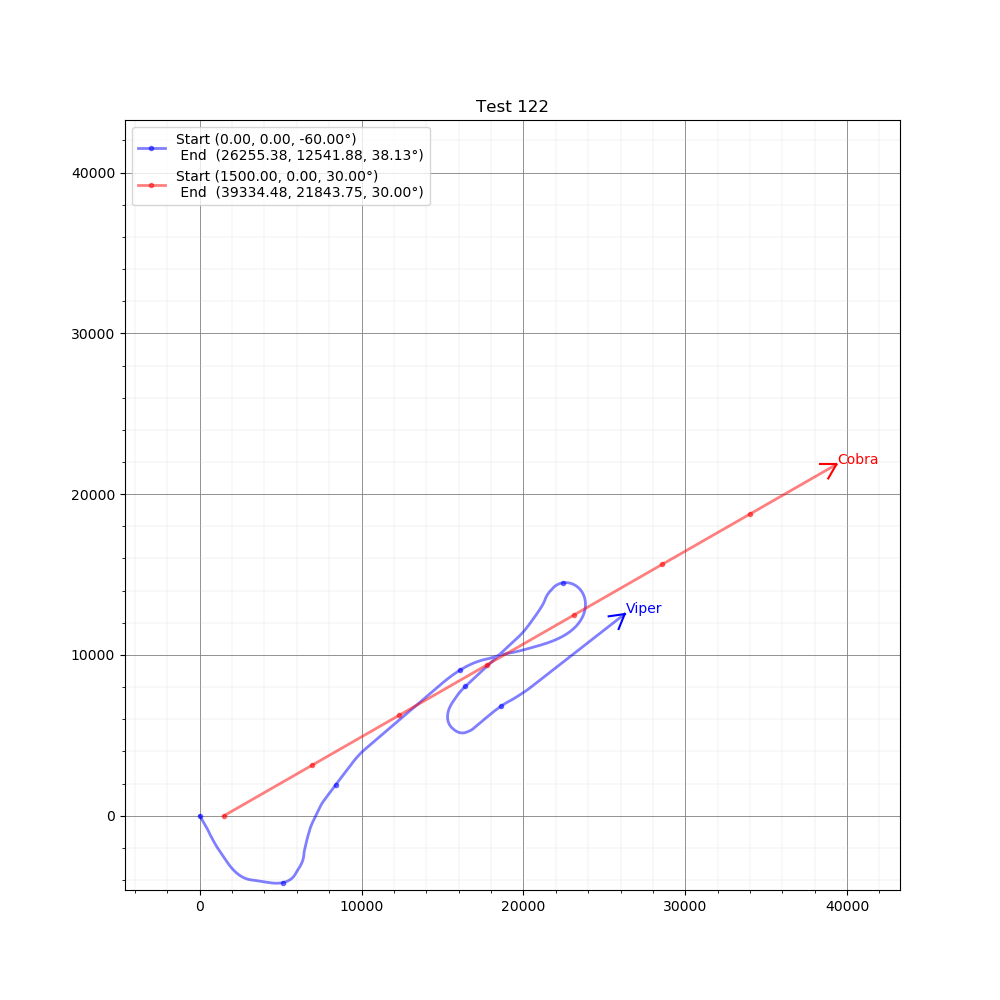 Test 122
Start (0.00, 0.00, -60.00°)
End (26255.38, 12541.88, 38.13°)
Start (1500.00, 0.00, 30.00°)
End (39334.48, 21843.75, 30.00°)
40000
30000
20000
10000
0
Cobra
Viper
0
10000
20000
30000
40000